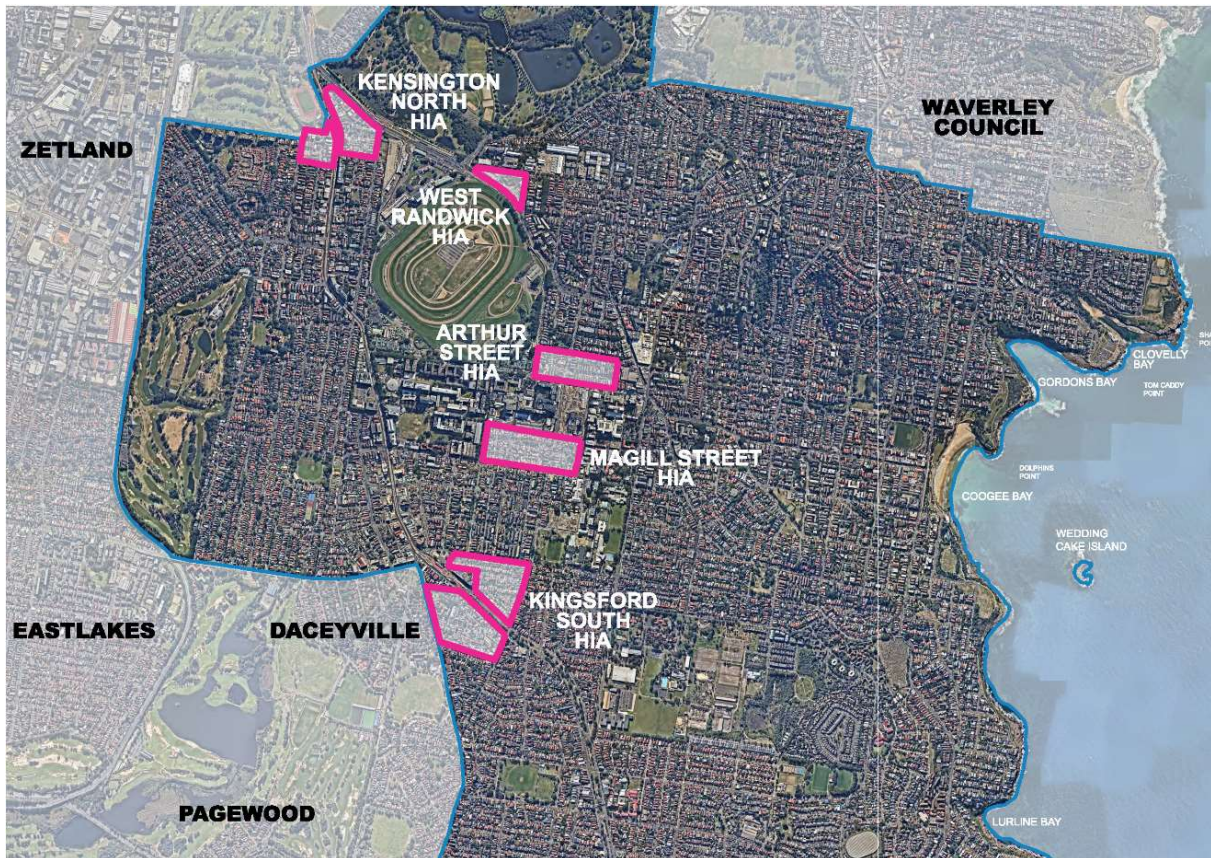 KENSINGTON
NORTH
HIA
WAVERLEY
COUNCIL
ZETLAND
WEST
RANDWICK
HIA
ARTHUR
STREET
HIA
CLOVELLY
BAY
GORDONS BAY
TOM CADDY
POINT
MAGILL STREET
HIA
DOLPHINS
POINT
COOGEE BAY
WEDDING
CAKE ISLAND
KINGSFORD
SOUTH
HIA
EASTLAKES
DACEYVILLE
PAGEWOOD
LURLINE BAY